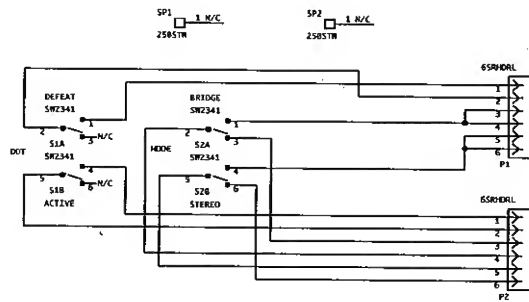 SP1
1 N/C
250STM
SP2
1 N/C
250STM
6SRHDRL
1
2
3
4
5
6
P1
DEFEAT
SW2341
1
2
3
N/C
S1A
SW2341
DDT
4
5
6
N/C
S1B
ACTIVE
BRIDGE
SW2341
1
2
3
S2A
SW2341
MODE
4
5
6
S2B
STEREO
6SRHDRL
1
2
3
4
5
6
P2